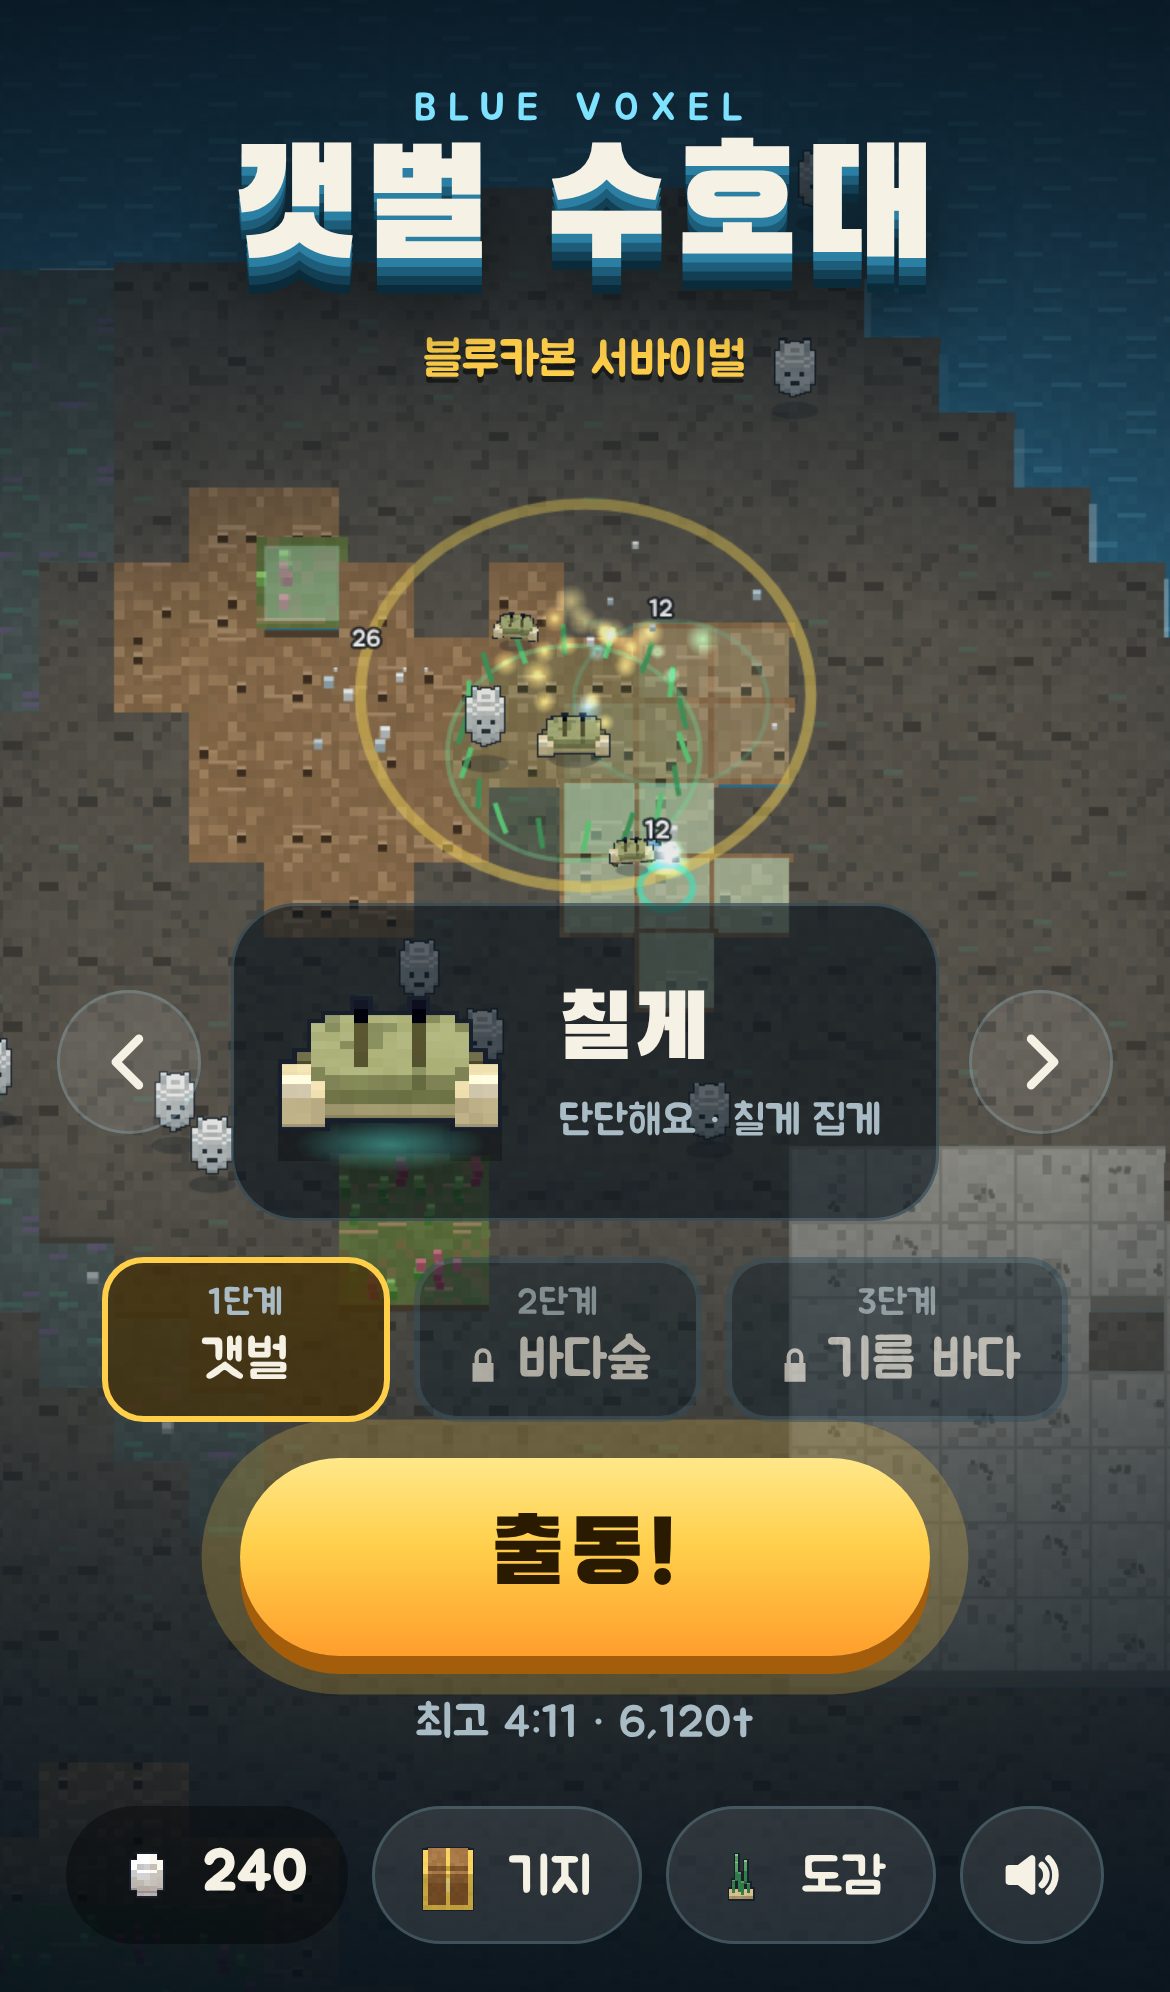 BLUE VOXEL
갯벌 수호대
블루카본 서바이벌
12
26
12
칠게
단단해요 · 칠게 집게
1단계
갯벌
2단계
바다숲
3단계
기름 바다
출동!
최고 4:11 · 6,120t
240
기지
도감